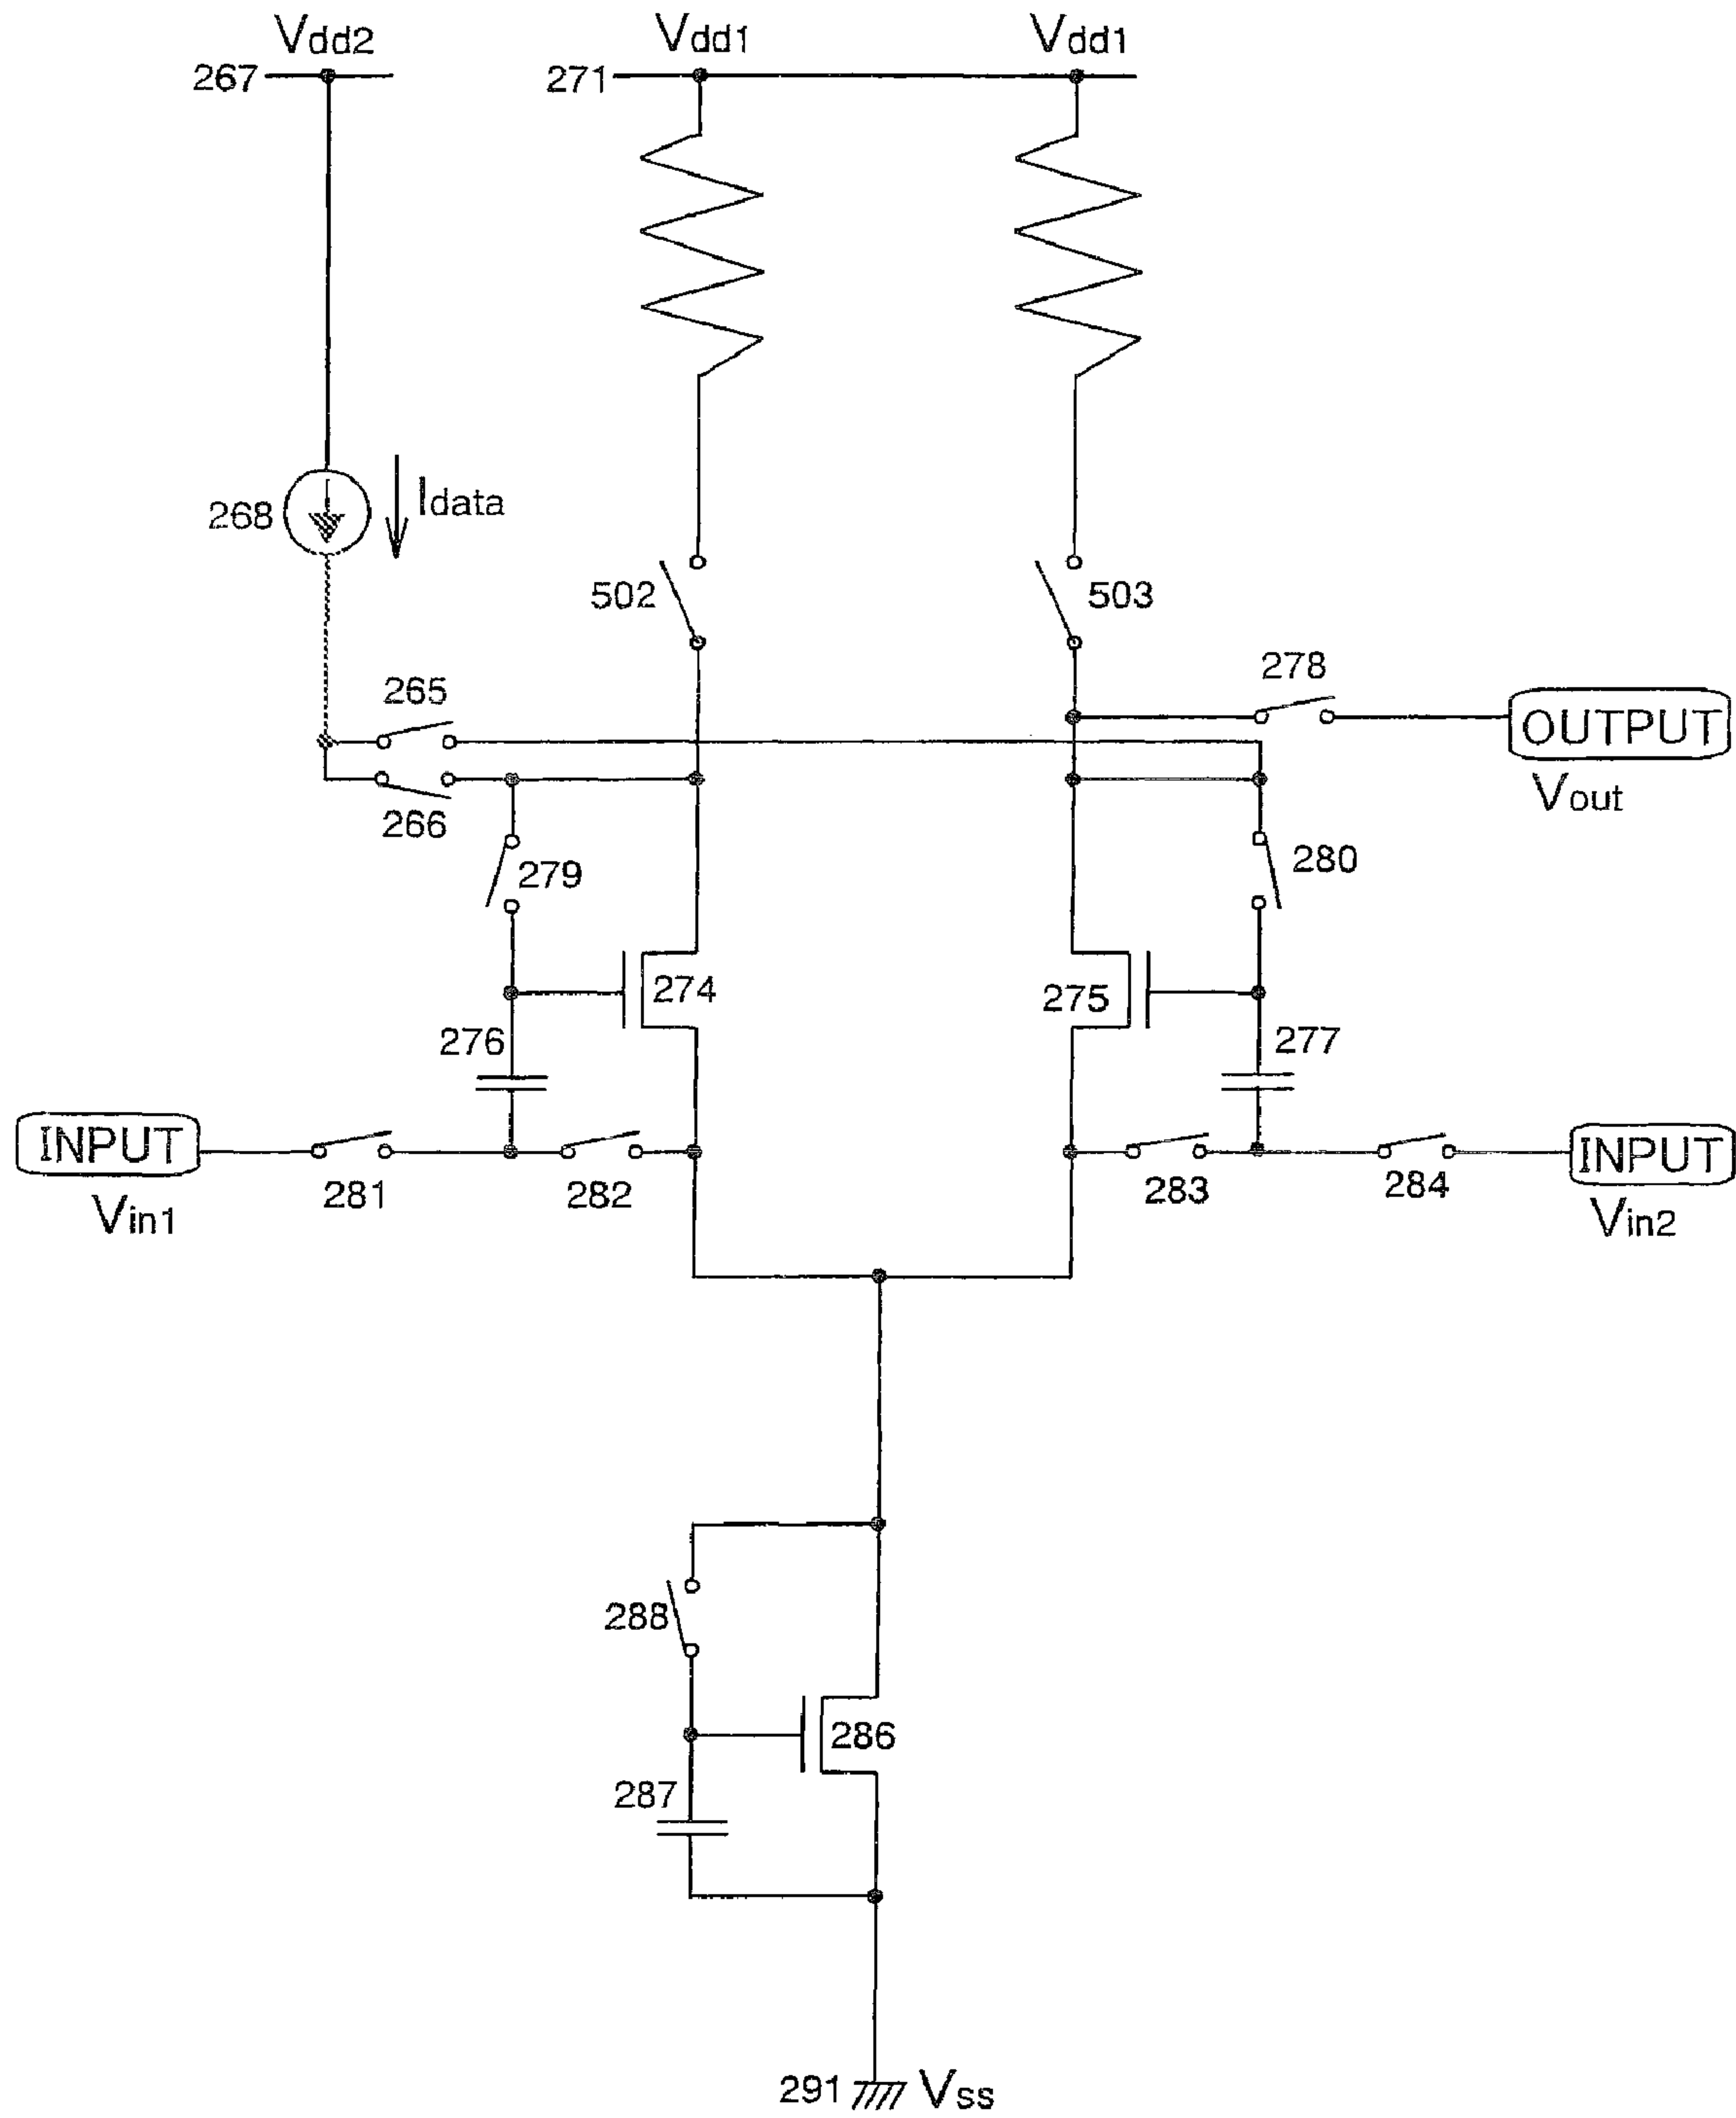 Vdd2 Vdd1 Vdd1
267 271
268 Idata
502 503
278
265
OUTPUT
Vout
266
279 280
274 275
276 277
INPUT INPUT
281 282 283 284
Vin1 Vin2
288
286
287
291 Vss